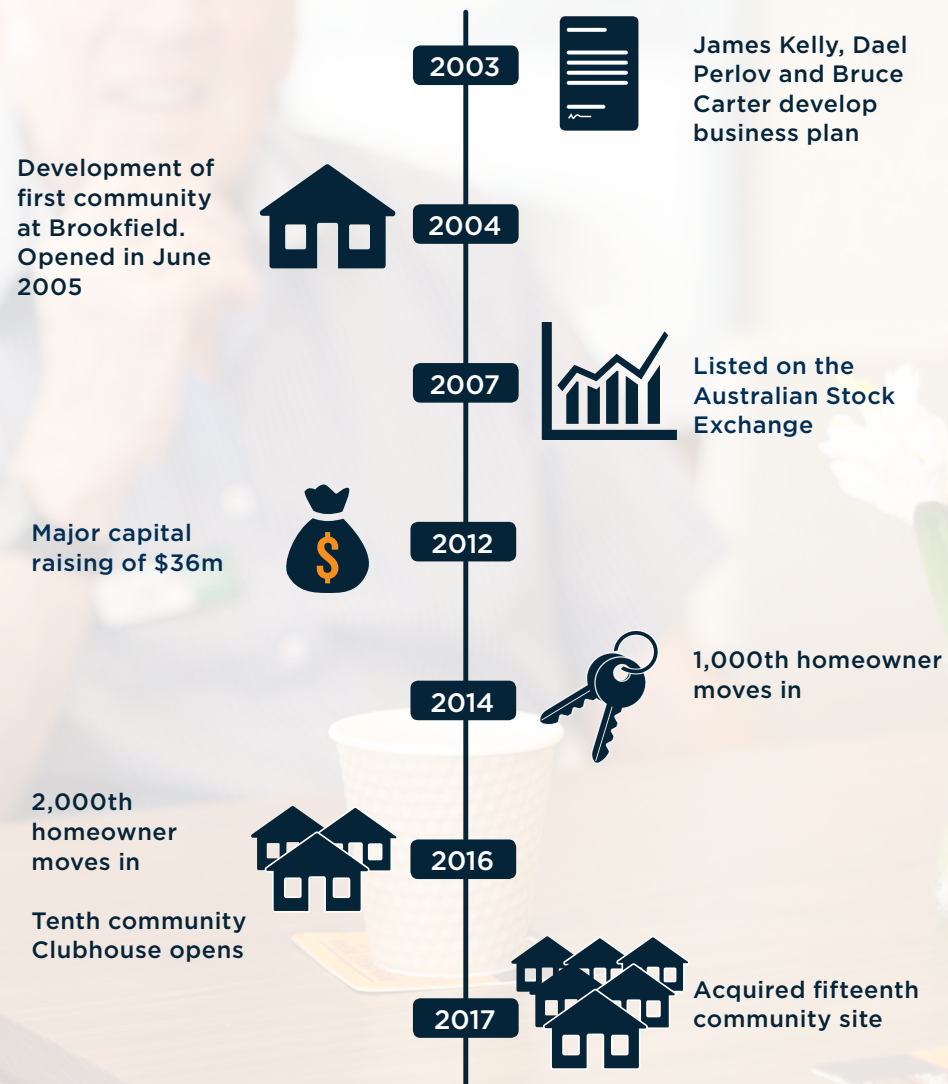 2003
James Kelly, Dael
Perlov and Bruce
Carter develop
business plan
Development of
first community
at Brookfield.
Opened in June
2005
2004
2007
Listed on the
Australian Stock
Exchange
Major capital
raising of $36m
$
2012
2014
1,000th homeowner
moves in
2,000th
homeowner
moves in
Tenth community
Clubhouse opens
2016
2017
Acquired fifteenth
community site